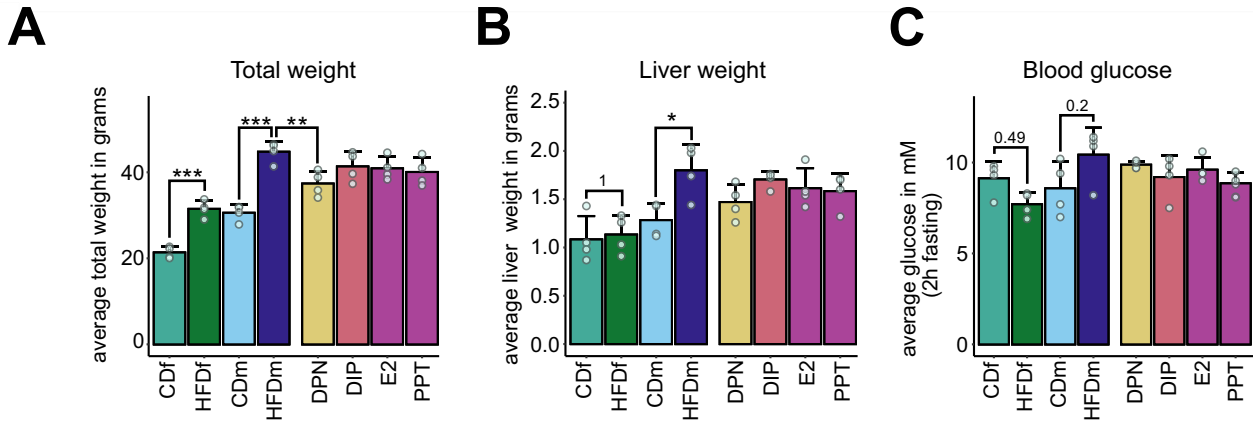 A
Total weight
average total weight in grams
40
20
0
***
***
**
CDf
HFDf
CDm
HFDm
DPN
DIP
E2
PPT
B
Liver weight
average liver weight in grams
2.5
2.0
1.5
1.0
0.5
0.0
1
*
CDf
HFDf
CDm
HFDm
DPN
DIP
E2
PPT
C
Blood glucose
average glucose in mM
(2h fasting)
10
5
0
0.49
0.2
CDf
HFDf
CDm
HFDm
DPN
DIP
E2
PPT